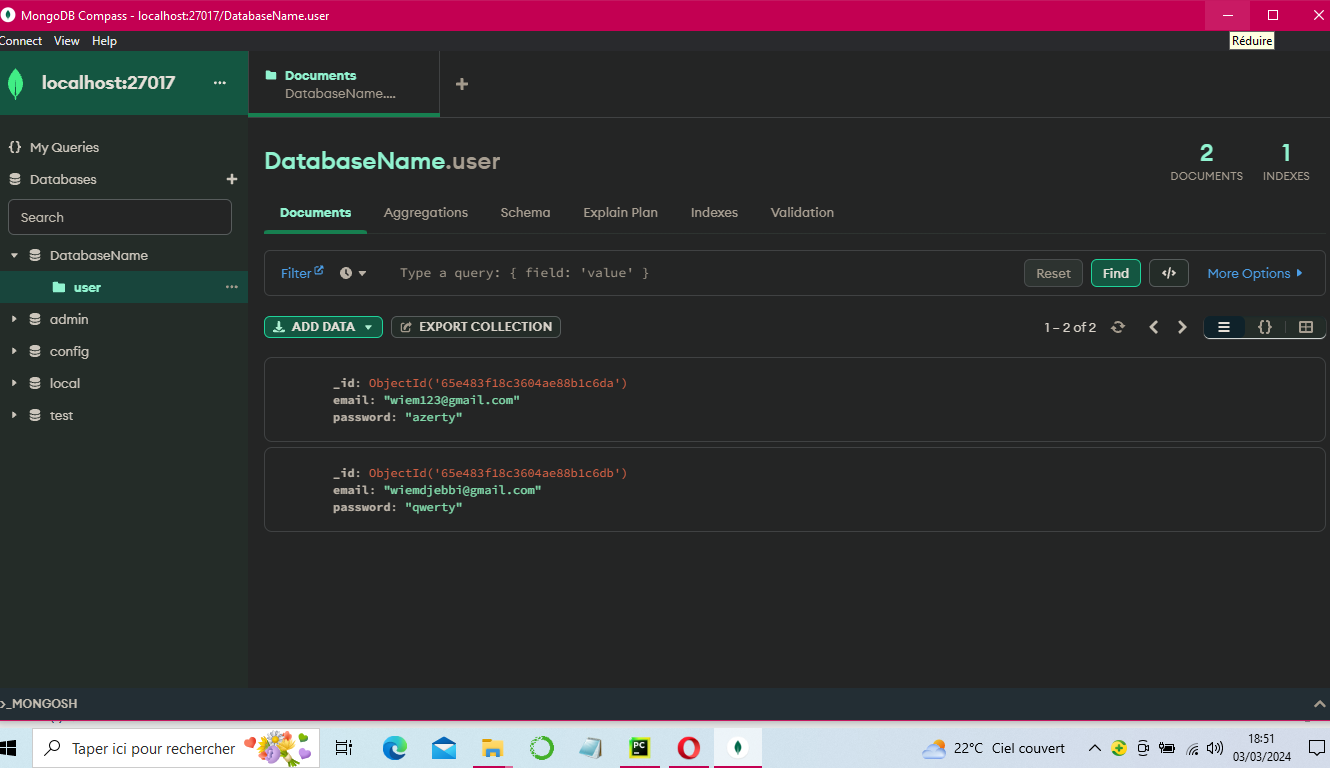 MongoDB Compass - localhost:27017/DatabaseName.user
Connect View Help
Réduire
localhost:27017
Documents
DatabaseName....
My Queries
Databases
Search
DatabaseName
user
admin
config
local
test
DatabaseName.user
2
DOCUMENTS
1
INDEXES
Documents Aggregations Schema Explain Plan Indexes Validation
Filter Type a query: { field: 'value' } Reset Find </> More Options
ADD DATA EXPORT COLLECTION 1 – 2 of 2 {}
_id: ObjectId('65e483f18c3604ae88b1c6da')
email: "wiem123@gmail.com"
password: "azerty"
_id: ObjectId('65e483f18c3604ae88b1c6db')
email: "wiemdjebbi@gmail.com"
password: "qwerty"
>_MONGOSH
Taper ici pour rechercher
PC
22°C Ciel couvert
18:51
03/03/2024